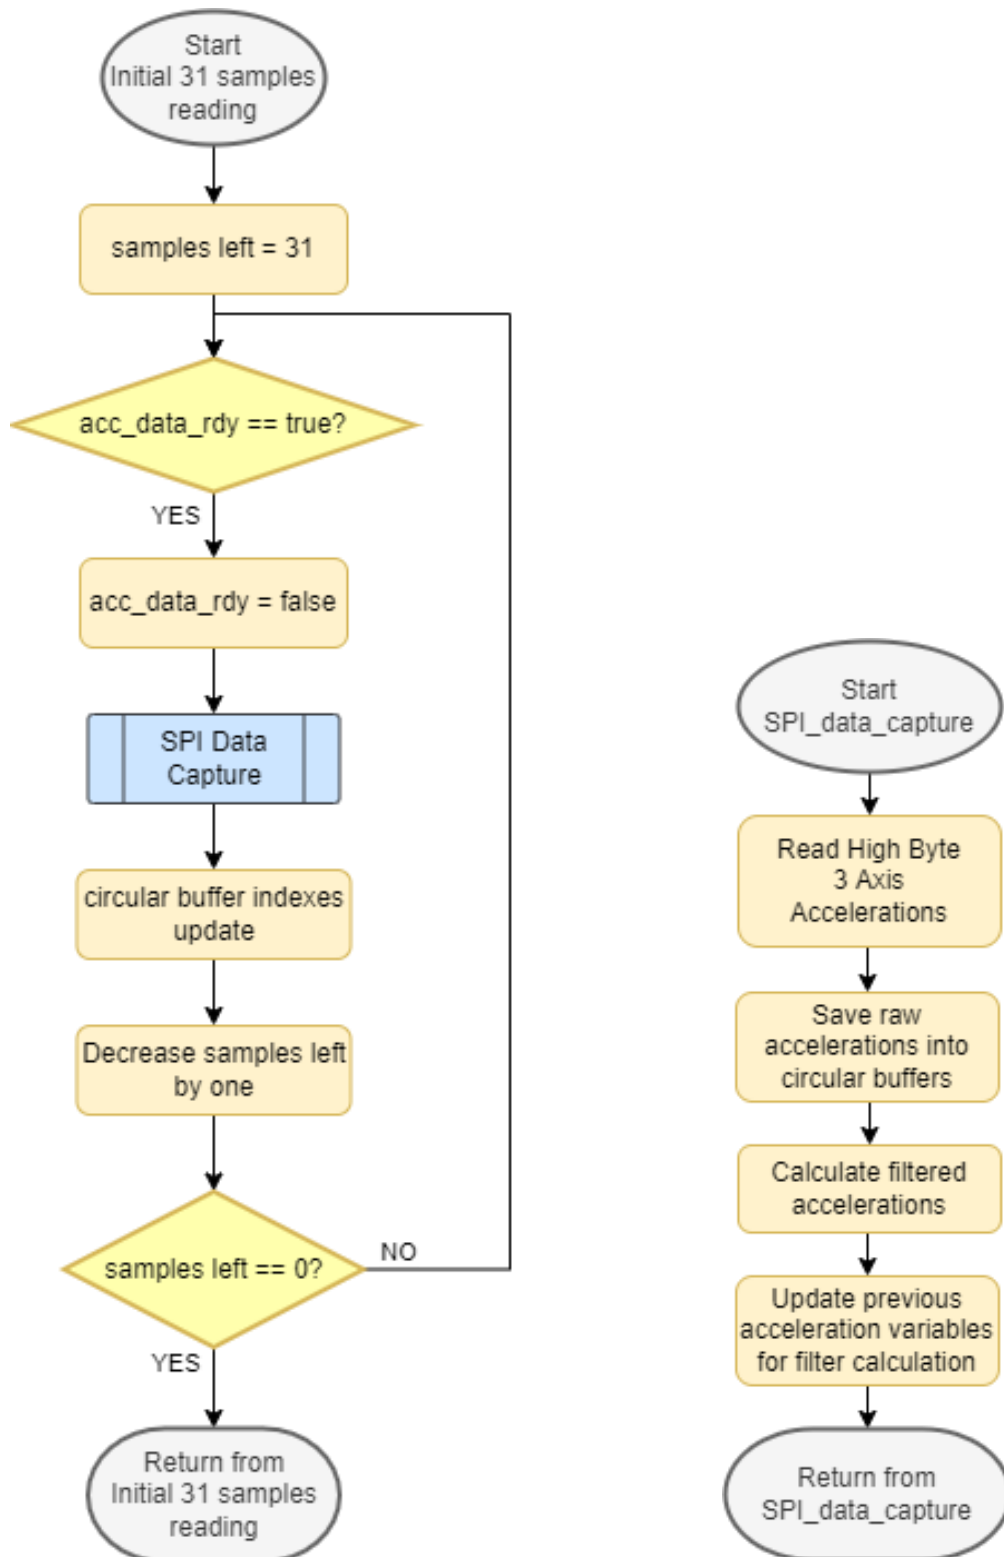 Start
Initial 31 samples
reading
samples left = 31
acc_data_rdy == true?
YES
acc_data_rdy = false
SPI Data
Capture
circular buffer indexes
update
Decrease samples left
by one
samples left == 0?
NO
YES
Return from
Initial 31 samples
reading
Start
SPI_data_capture
Read High Byte
3 Axis
Accelerations
Save raw
accelerations into
circular buffers
Calculate filtered
accelerations
Update previous
acceleration variables
for filter calculation
Return from
SPI_data_capture